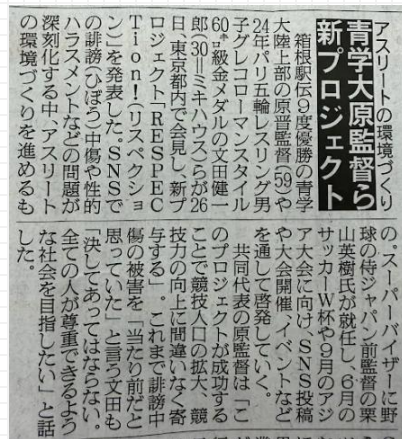 アスリートの環境づくり
青学大原監督ら
新プロジェクト
箱根駅伝9度優勝の青学
大陸上部の原晋監督(59)や
24年パリ五輪レスリング男
子グレコローマンスタイル
60㌔級金メダルの文田健一
郎(30=ミキハウス)らが26
日、東京都内で会見し、新プ
ロジェクト「RESPEC
Tion!(リスペクショ
ン)」を発表した。SNSで
の誹謗(ひぼう)中傷や性的
ハラスメントなどの問題が
深刻化する中、アスリート
の環境づくりを進めるも
の。スーパーバイザーに野
球の侍ジャパン前監督の栗
山英樹氏が就任し、6月の
サッカーW杯や9月のアジ
ア大会に向け、SNS投稿
や大会開催、イベントなど
を通して啓発していく。
共同代表の原監督は「こ
のプロジェクトが成功する
ことで競技人口の拡大、競
技力の向上に間違いなく寄
与する」。これまで誹謗中
傷の被害を「当たり前だと
思っていた」と言う文田も
「決してあってはならない。
全ての人が尊重できるよう
な社会を目指したい」と話
した。